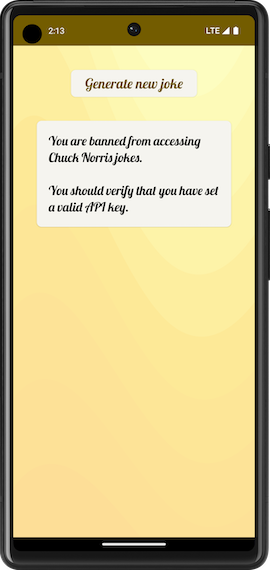 2:13
LTE
Generate new joke
You are banned from accessing
Chuck Norris jokes.
You should verify that you have set
a valid API key.